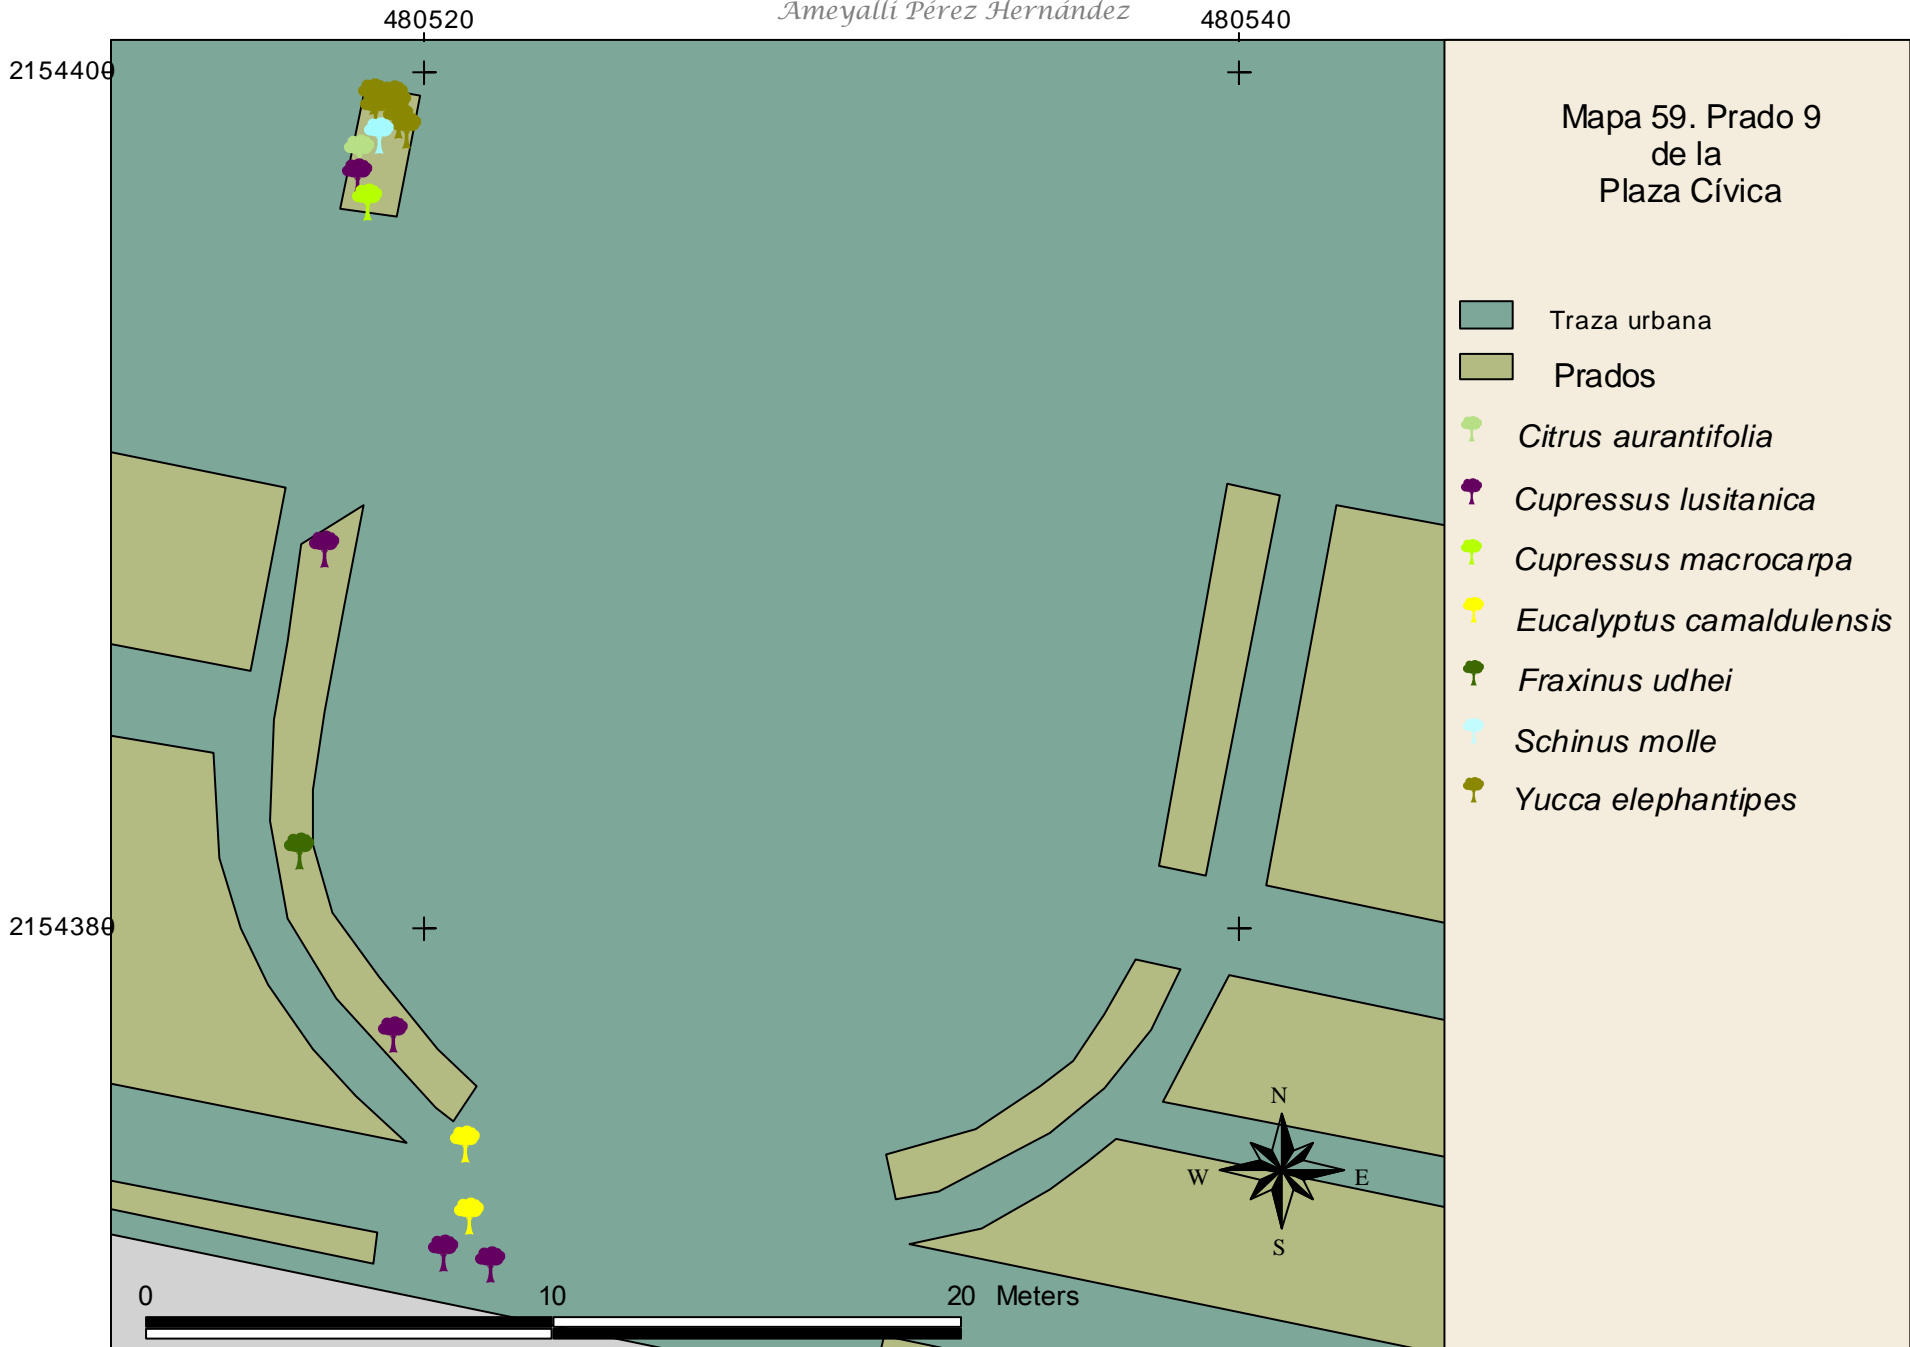 Ameyalli Pérez Hernández
480520
480540
2154400
2154380
Mapa 59. Prado 9
de la
Plaza Cívica
Traza urbana
Prados
Citrus aurantifolia
Cupressus lusitanica
Cupressus macrocarpa
Eucalyptus camaldulensis
Fraxinus udhei
Schinus molle
Yucca elephantipes
N
W
E
S
0
10
20 Meters